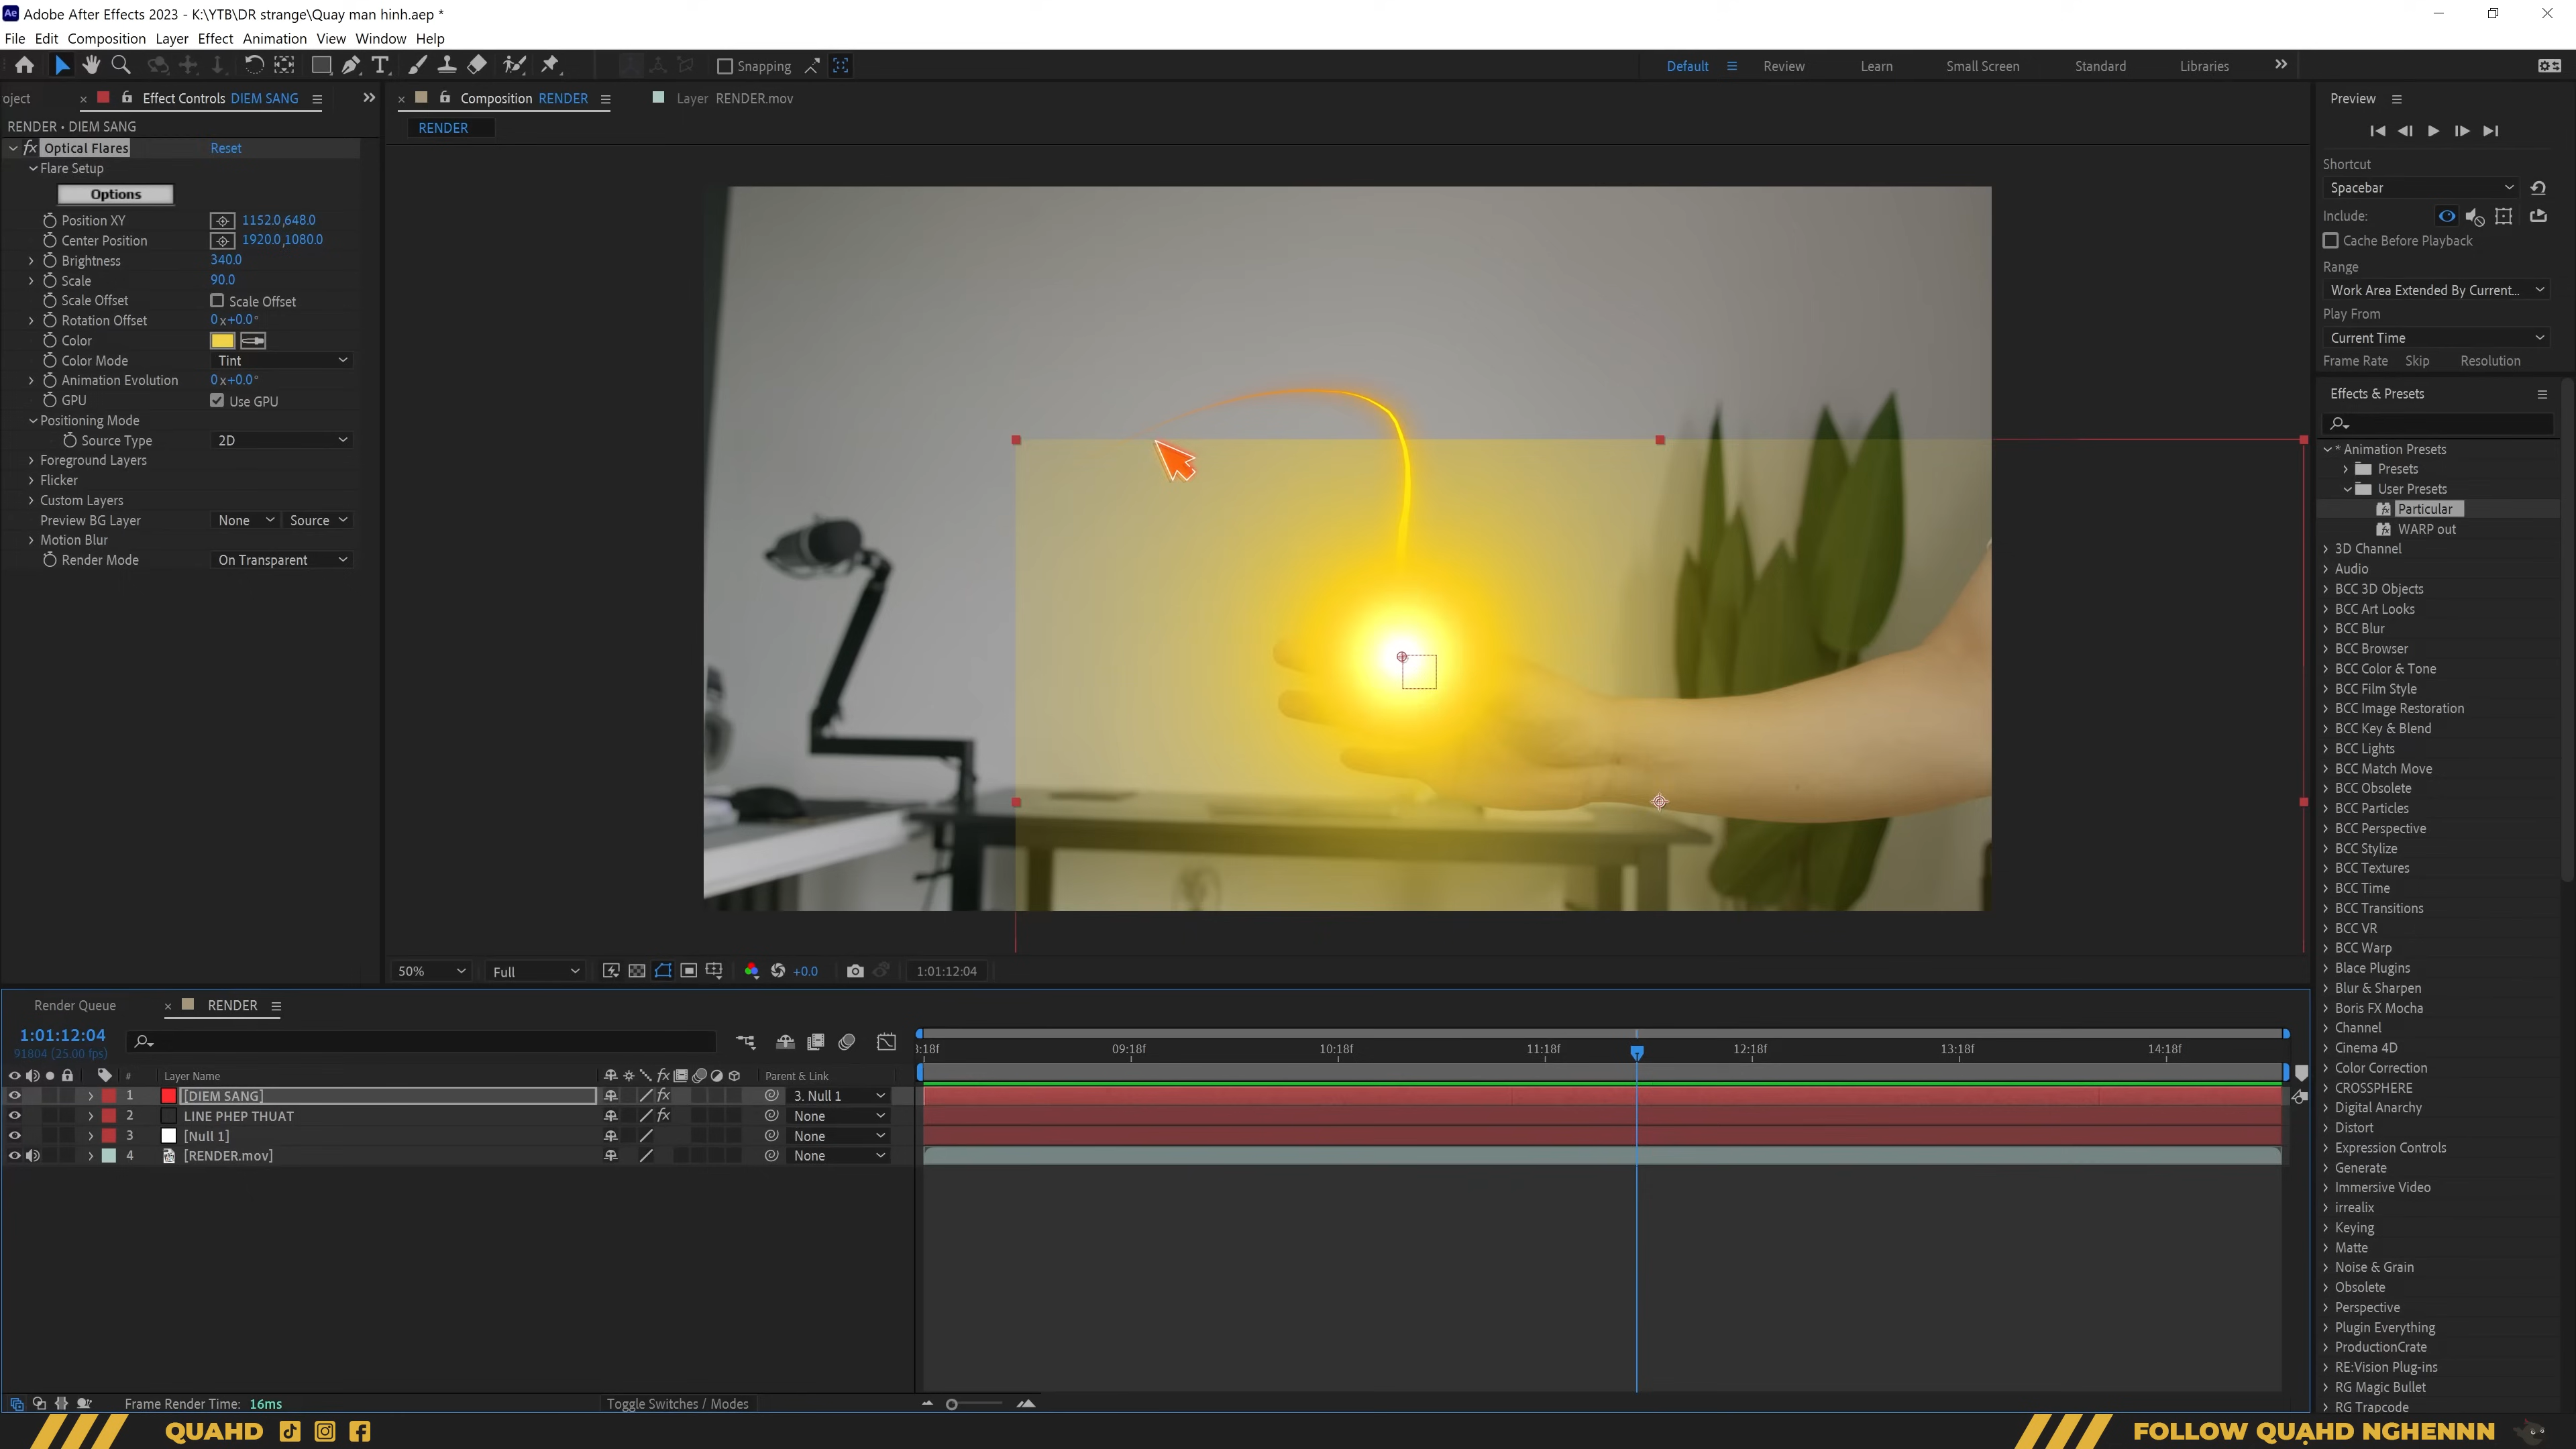 Adobe After Effects 2023 - K:\YTB\DR strange\Quay man hinh.aep *
File Edit Composition Layer Effect Animation View Window Help
Snapping
Default Review Learn Small Screen Standard Libraries
oject Effect Controls DIEM SANG
Composition RENDER
Layer RENDER.mov
RENDER
RENDER • DIEM SANG
fx Optical Flares Reset
Flare Setup
Options
Position XY 1152.0,648.0
Center Position 1920.0,1080.0
Brightness 340.0
Scale 90.0
Scale Offset Scale Offset
Rotation Offset 0x+0.0°
Color
Color Mode Tint
Animation Evolution 0x+0.0°
GPU Use GPU
Positioning Mode
Source Type 2D
Foreground Layers
Flicker
Custom Layers
Preview BG Layer None Source
Motion Blur
Render Mode On Transparent
50% Full +0.0 1:01:12:04
Preview
Shortcut
Spacebar
Include:
Cache Before Playback
Range
Work Area Extended By Current...
Play From
Current Time
Frame Rate Skip Resolution
Effects & Presets
* Animation Presets
Presets
User Presets
Particular
WARP out
3D Channel
Audio
BCC 3D Objects
BCC Art Looks
BCC Blur
BCC Browser
BCC Color & Tone
BCC Film Style
BCC Image Restoration
BCC Key & Blend
BCC Lights
BCC Match Move
BCC Obsolete
BCC Particles
BCC Perspective
BCC Stylize
BCC Textures
BCC Time
BCC Transitions
BCC VR
BCC Warp
Blace Plugins
Blur & Sharpen
Boris FX Mocha
Channel
Cinema 4D
Color Correction
CROSSPHERE
Digital Anarchy
Distort
Expression Controls
Generate
Immersive Video
irrealix
Keying
Matte
Noise & Grain
Obsolete
Perspective
Plugin Everything
ProductionCrate
RE:Vision Plug-ins
RG Magic Bullet
RG Trapcode
Render Queue RENDER
1:01:12:04
91804 (25.00 fps)
:18f 09:18f 10:18f 11:18f 12:18f 13:18f 14:18f
# Layer Name fx Parent & Link
1 [DIEM SANG] fx 3. Null 1
2 LINE PHEP THUAT fx None
3 [Null 1] None
4 [RENDER.mov] None
Frame Render Time: 16ms
Toggle Switches / Modes
QUAHD
FOLLOW QUẠHD NGHENNN